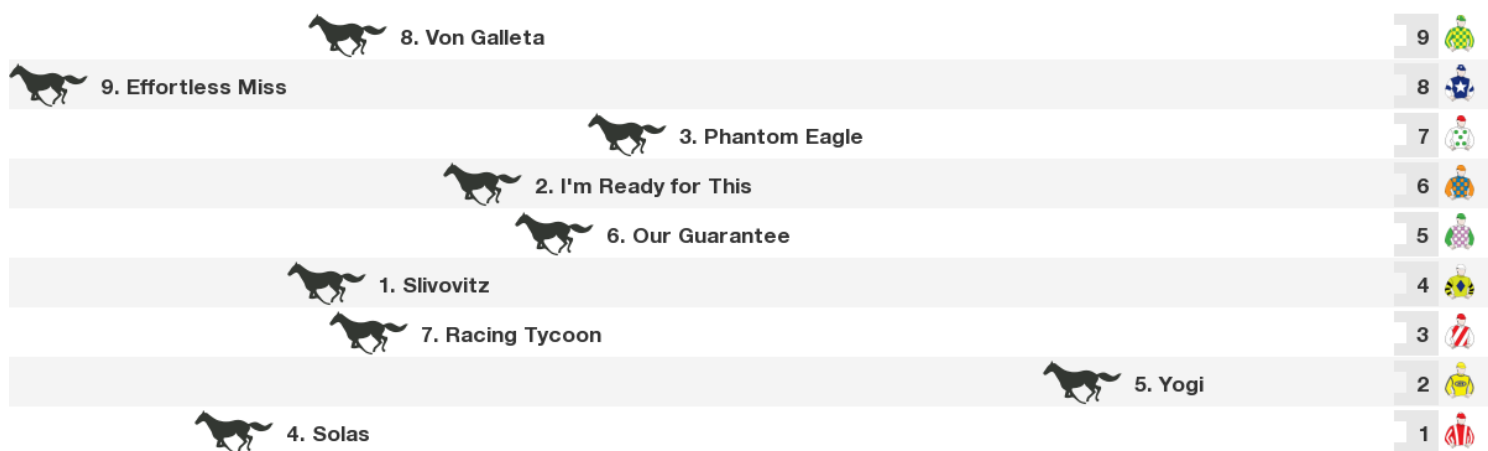 8. Von Galleta 9
9. Effortless Miss 8
3. Phantom Eagle 7
2. I'm Ready for This 6
6. Our Guarantee 5
1. Slivovitz 4
7. Racing Tycoon 3
5. Yogi 2
4. Solas 1